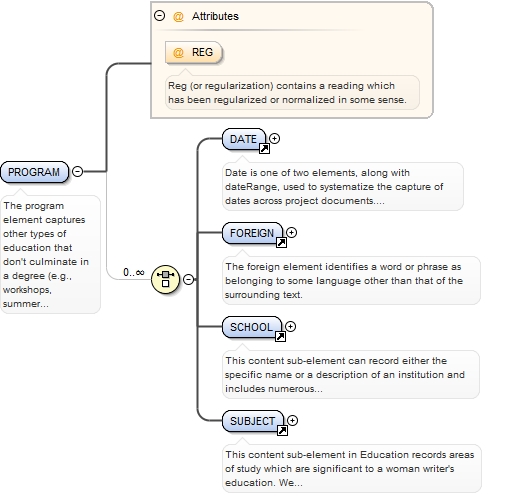 Attributes
@ REG
Reg (or regularization) contains a reading which
has been regularized or normalized in some sense.
PROGRAM
The program
element captures
other types of
education that
don't culminate in
a degree (e.g.,
workshops,
summer...
0..∞
DATE
Date is one of two elements, along with
dateRange, used to systematize the capture of
dates across project documents....
FOREIGN
The foreign element identifies a word or phrase as
belonging to some language other than that of the
surrounding text.
SCHOOL
This content sub-element can record either the
specific name or a description of an institution and
includes numerous...
SUBJECT
This content sub-element in Education records areas
of study which are significant to a woman writer's
education. We...